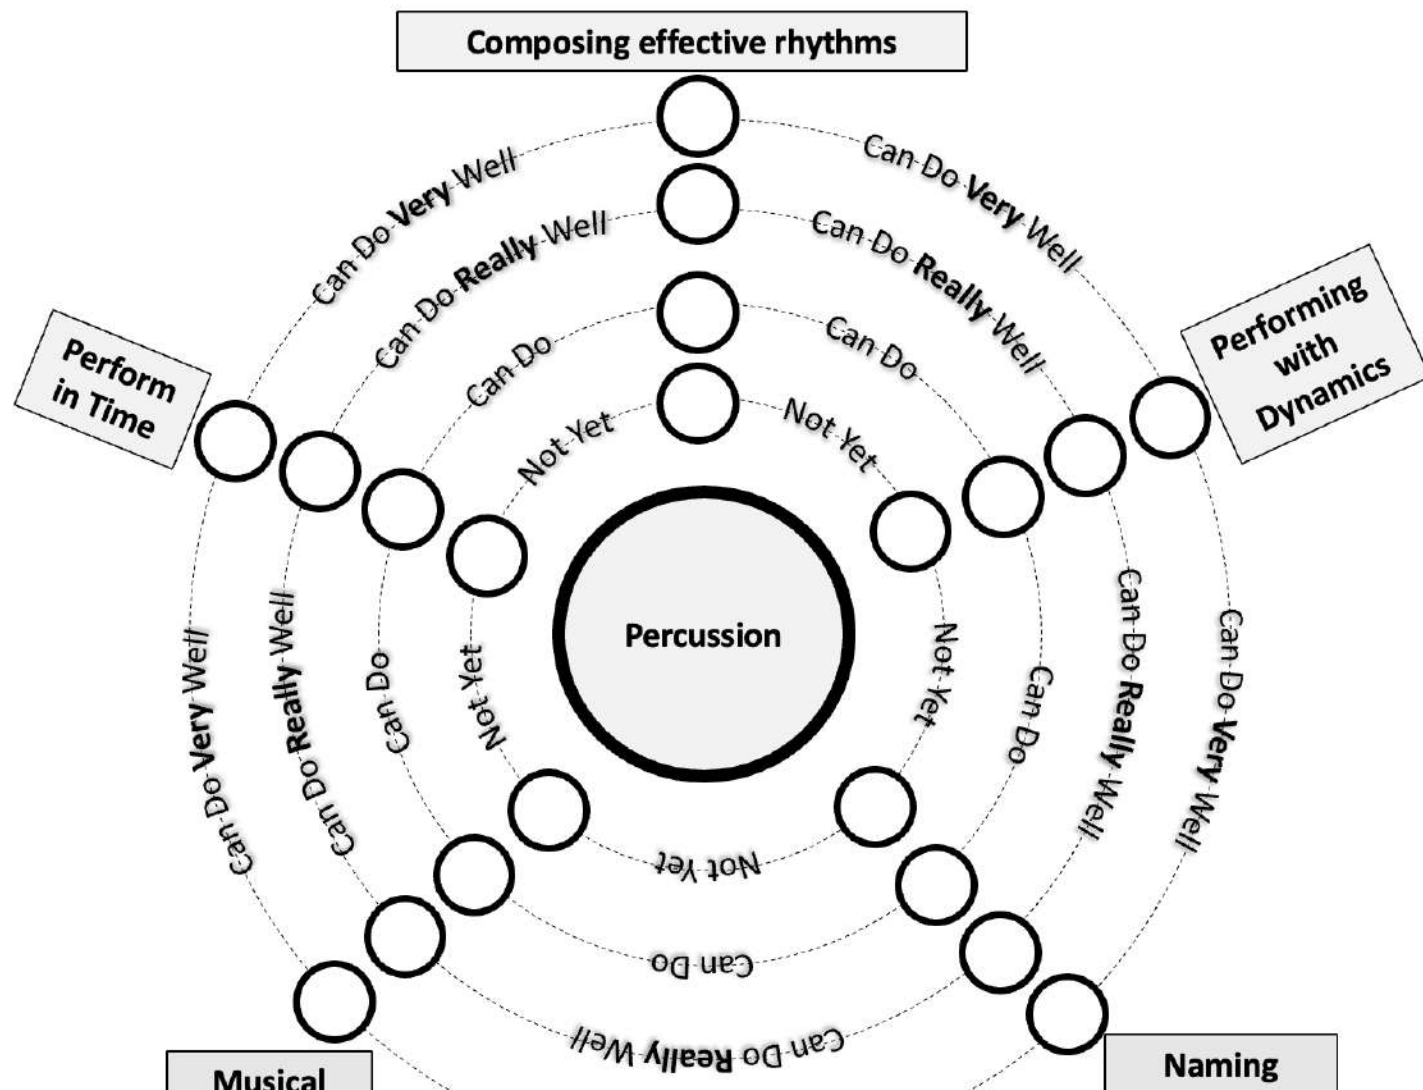 Composing effective rhythms
Can Do Very Well
Can Do Very Well
Can Do Really Well
Can Do Really Well
Can Do
Can Do
Not Yet
Not Yet
Perform
in Time
Performing
with
Dynamics
Percussion
Can Do Very Well
Can Do Really Well
Can Do
Not Yet
Not Yet
Can Do
Can Do Really Well
Can Do Very Well
Not Yet
Can Do
Can Do Really Well
Musical
Naming